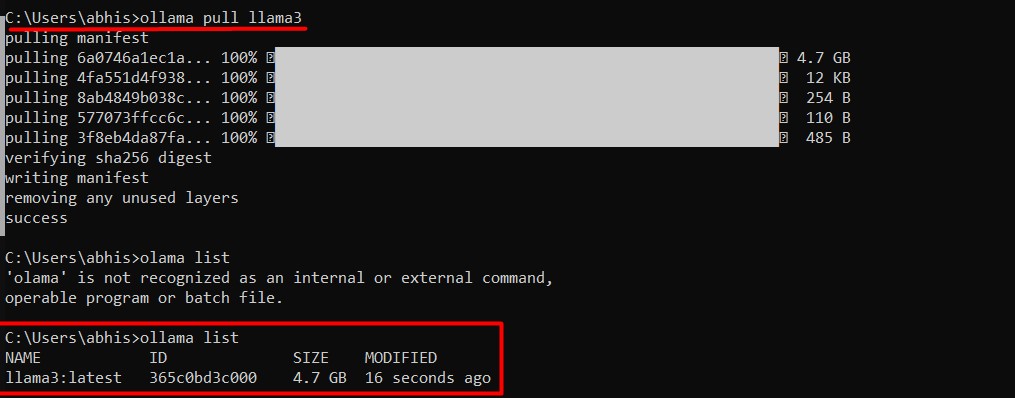 C:\Users\abhis>ollama pull llama3
pulling manifest
pulling 6a0746a1ec1a... 100% 4.7 GB
pulling 4fa551d4f938... 100% 12 KB
pulling 8ab4849b038c... 100% 254 B
pulling 577073ffcc6c... 100% 110 B
pulling 3f8eb4da87fa... 100% 485 B
verifying sha256 digest
writing manifest
removing any unused layers
success
C:\Users\abhis>olama list
'olama' is not recognized as an internal or external command,
operable program or batch file.
C:\Users\abhis>ollama list
NAME ID SIZE MODIFIED
llama3:latest 365c0bd3c000 4.7 GB 16 seconds ago